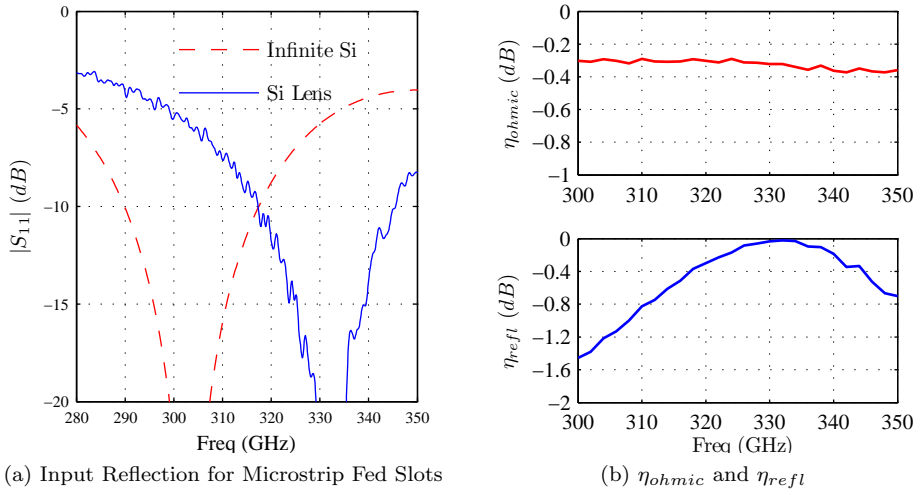 0
−5
−10
−15
−20
|S11| (dB)
Infinite Si
Si Lens
280 290 300 310 320 330 340 350
Freq (GHz)
(a) Input Reflection for Microstrip Fed Slots
0
−0.2
−0.4
−0.6
−0.8
−1
ηohmic (dB)
300 310 320 330 340 350
0
−0.4
−0.8
−1.2
−1.6
−2
ηrefl (dB)
300 310 320 330 340 350
Freq (GHz)
(b) ηohmic and ηrefl